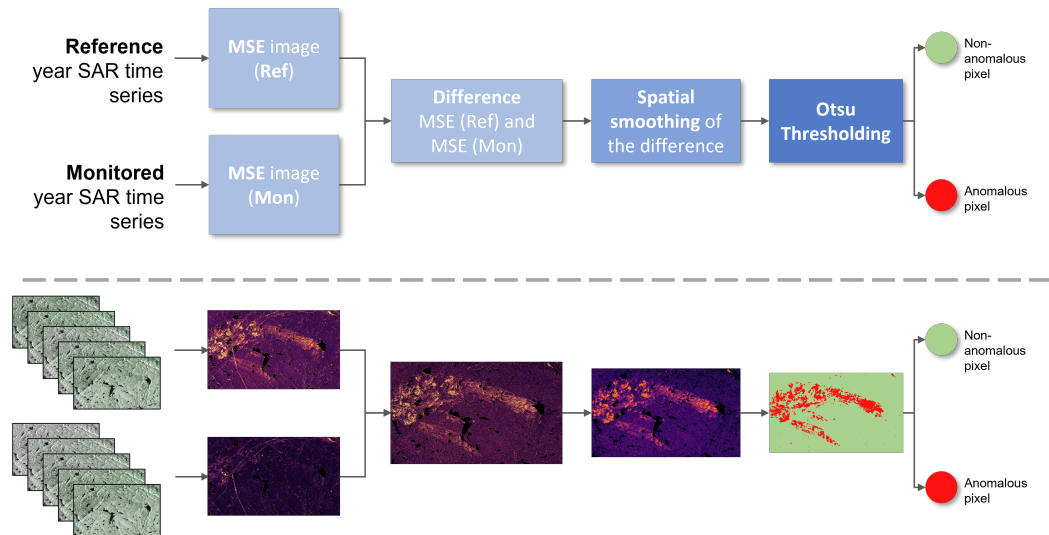 Reference
year SAR time
series
MSE image
(Ref)
Monitored
year SAR time
series
MSE image
(Mon)
Difference
MSE (Ref) and
MSE (Mon)
Spatial
smoothing of
the difference
Otsu
Thresholding
Non-
anomalous
pixel
Anomalous
pixel
Non-
anomalous
pixel
Anomalous
pixel